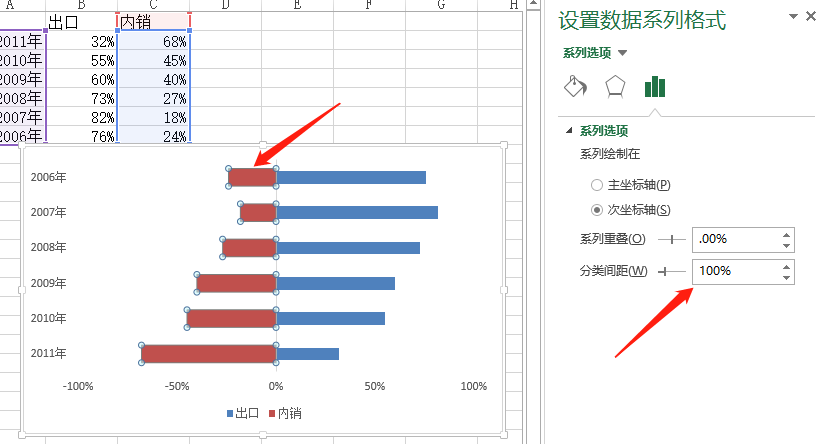 A B C D E F G H
出口 内销
2011年 32% 68%
2010年 55% 45%
2009年 60% 40%
2008年 73% 27%
2007年 82% 18%
2006年 76% 24%
2006年
2007年
2008年
2009年
2010年
2011年
-100% -50% 0% 50% 100%
出口 内销
设置数据系列格式
系列选项
系列选项
系列绘制在
主坐标轴(P)
次坐标轴(S)
系列重叠(O) .00%
分类间距(W) 100%